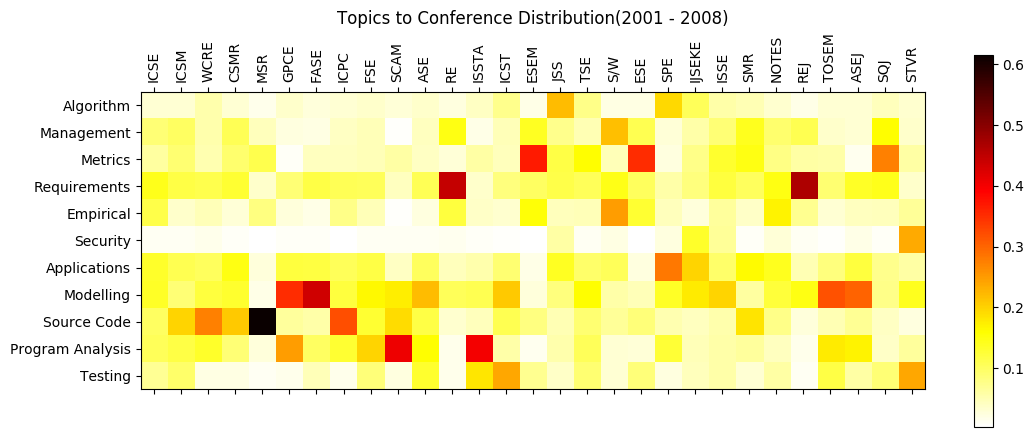 Topics to Conference Distribution(2001 - 2008)
ICSE ICSM WCRE CSMR MSR GPCE FASE ICPC FSE SCAM ASE RE ISSTA ICST ESEM JSS TSE S/W ESE SPE IJSEKE ISSE SMR NOTES REJ TOSEM ASEJ SQJ STVR
Algorithm
Management
Metrics
Requirements
Empirical
Security
Applications
Modelling
Source Code
Program Analysis
Testing
0.6
0.5
0.4
0.3
0.2
0.1